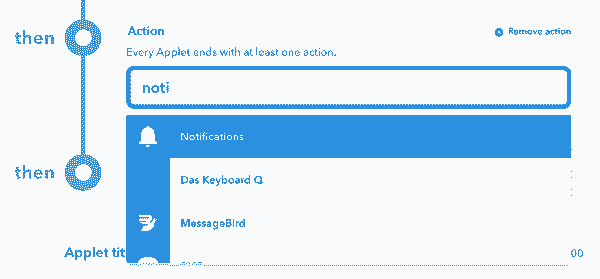 then
Action
Remove action
Every Applet ends with at least one action.
noti
Notifications
then
Das Keyboard Q
MessageBird
Applet tit
00